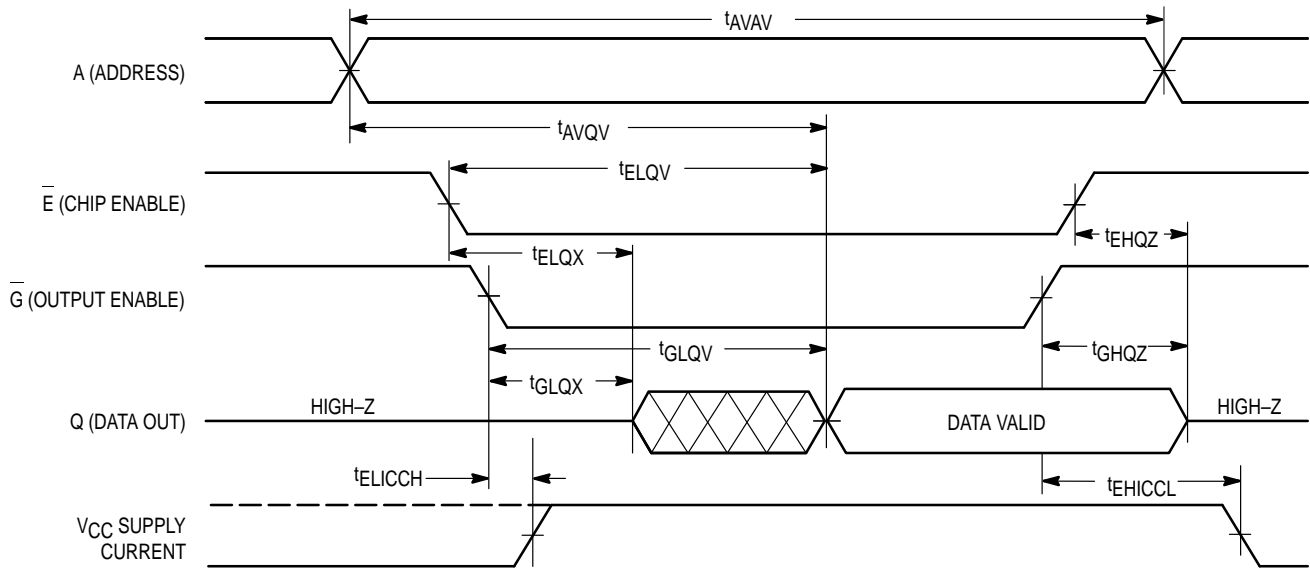 tAVAV
A (ADDRESS)
tAVQV
tELQV
E (CHIP ENABLE)
tEHQZ
tELQX
G (OUTPUT ENABLE)
tGLQV
tGHQZ
tGLQX
HIGH–Z
HIGH–Z
Q (DATA OUT)
DATA VALID
tELICCH
tEHICCL
VCC SUPPLY
CURRENT